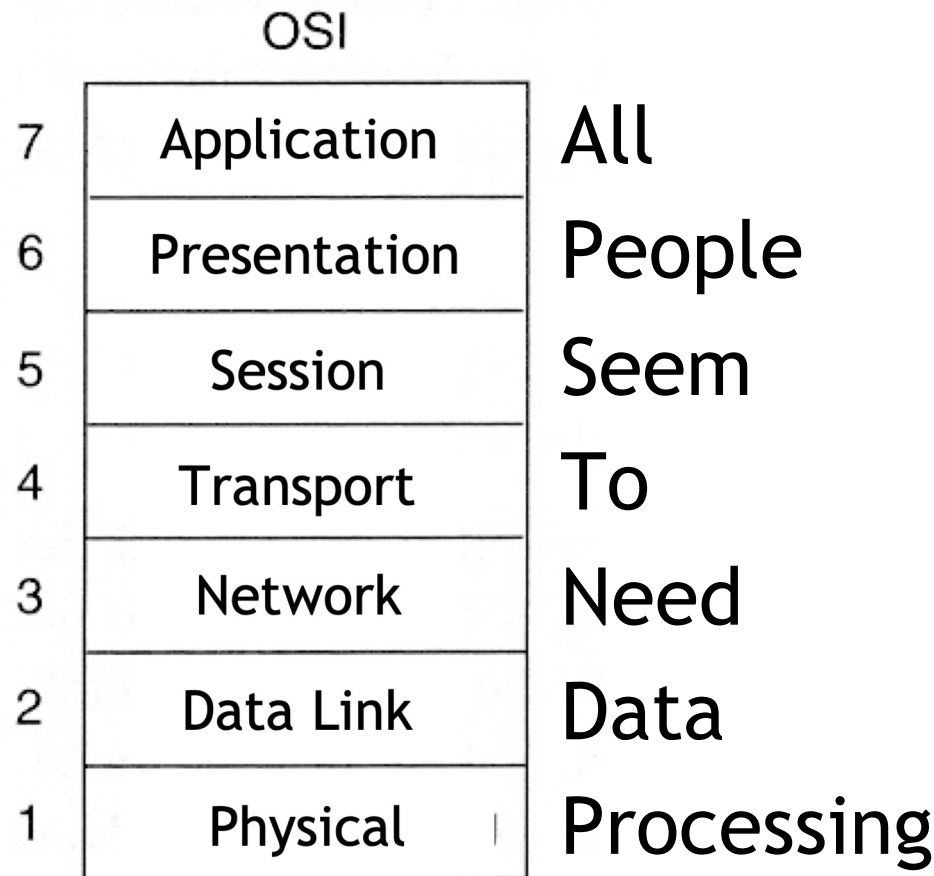 OSI
7 Application All
6 Presentation People
5 Session Seem
4 Transport To
3 Network Need
2 Data Link Data
1 Physical Processing